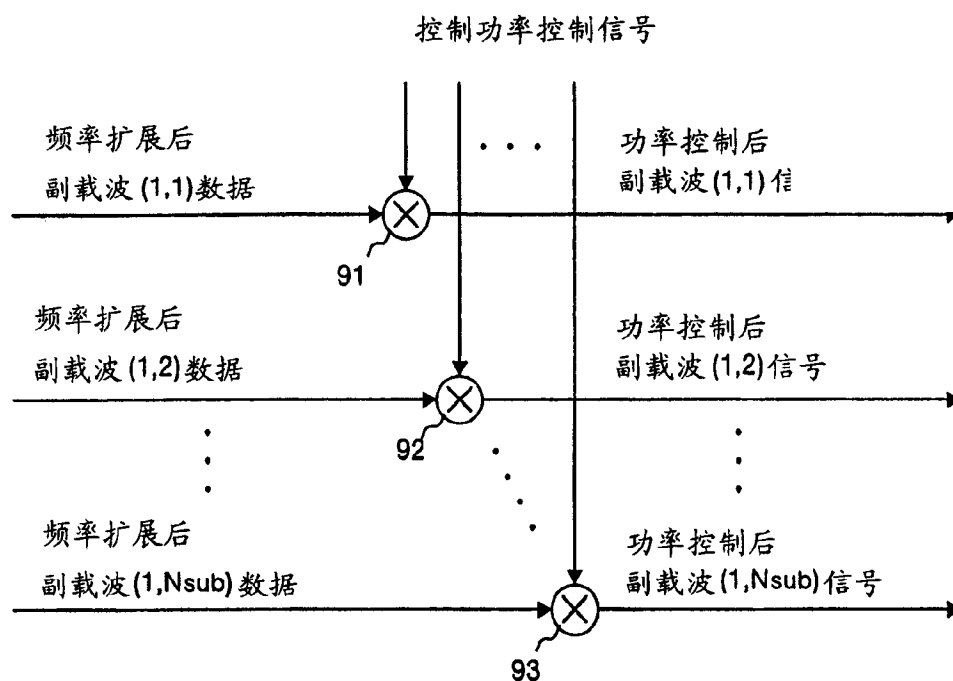 控制功率控制信号
频率扩展后
副载波(1,1)数据
功率控制后
副载波(1,1)信
91
频率扩展后
副载波(1,2)数据
功率控制后
副载波(1,2)信号
92
频率扩展后
副载波(1,Nsub)数据
功率控制后
副载波(1,Nsub)信号
93